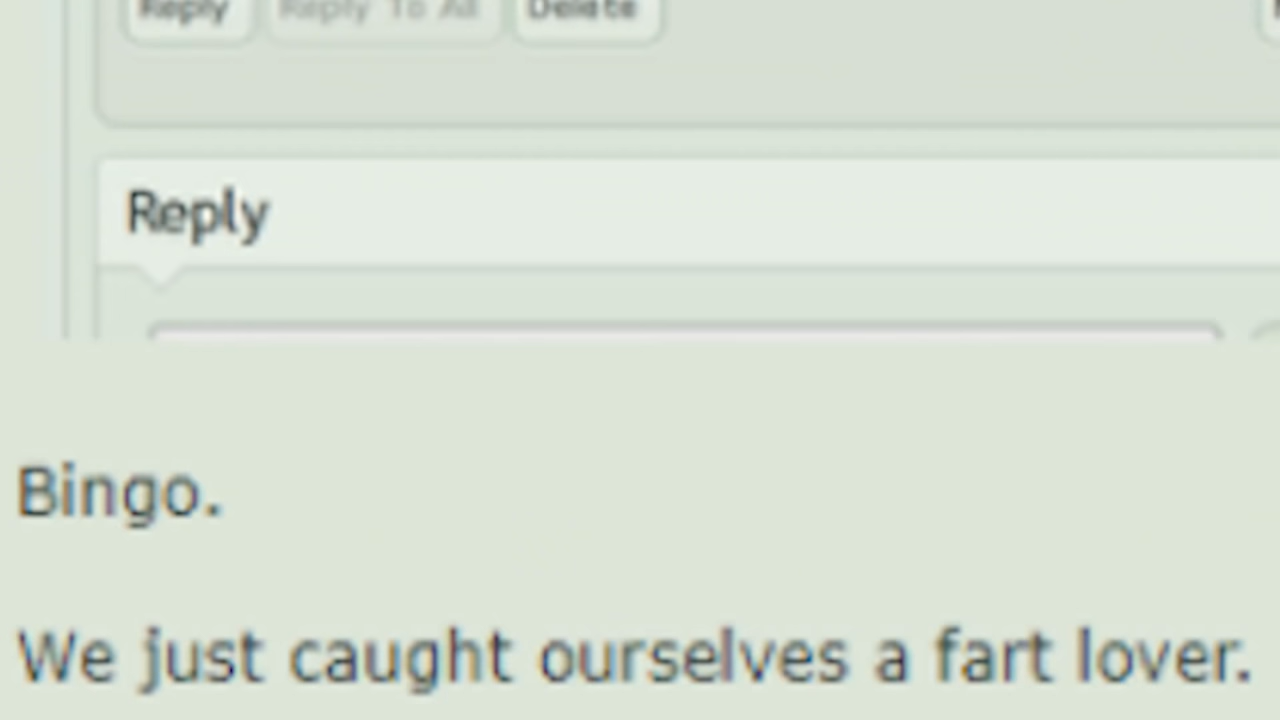 Reply Reply To All Delete
Reply
Bingo.
We just caught ourselves a fart lover.